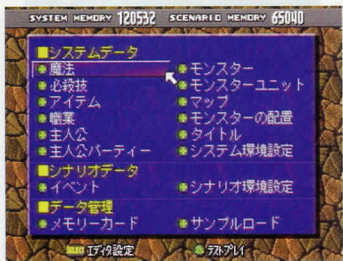 SYSTEM MEMORY 120532 SCENARIO MEMORY 65040
■システムデータ
魔法 モンスター
必殺技 モンスターユニット
アイテム マップ
職業 モンスターの配置
主人公 タイトル
主人公パーティー システム環境設定
■シナリオデータ
イベント シナリオ環境設定
■データ管理
メモリーカード サンプルロード
SELECT エディタ設定 テストプレイ